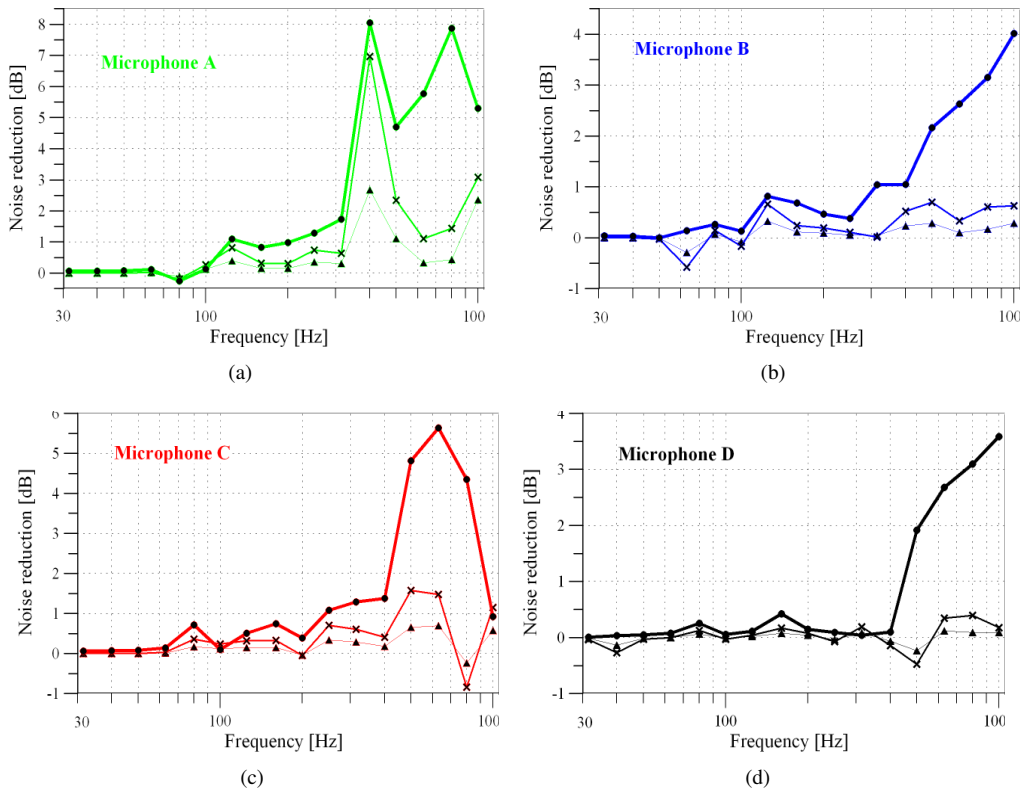 8
7
6
5
4
3
2
1
0
Noise reduction [dB]
Microphone A
30
100
100
Frequency [Hz]
(a)
4
3
2
1
0
-1
Noise reduction [dB]
Microphone B
30
100
100
Frequency [Hz]
(b)
6
5
4
3
2
1
0
-1
Noise reduction [dB]
Microphone C
30
100
100
Frequency [Hz]
(c)
4
3
2
1
0
-1
Noise reduction [dB]
Microphone D
30
100
100
Frequency [Hz]
(d)